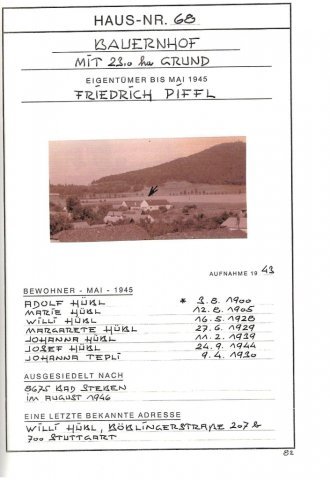 HAUS-NR. 68
BAUERNHOF
MIT 23.0 ha GRUND
EIGENTÜMER BIS MAI 1945
FRIEDRICH PIFFL
AUFNAHME 19 43
BEWOHNER - MAI - 1945
ADOLF HÜBL * 3.8. 1900
MARIE HÜBL 12.8. 1905
WILLI HÜBL 16.5. 1928
MARGARETE HÜBL 27.6. 1929
JOHANNA HÜBL 11.2. 1939
JOSEF HÜBL 24.9. 1944
JOHANNA TEPLI 9.4. 1930
AUSGESIEDELT NACH
8675 BAD STEBEN
IM AUGUST 1946
EINE LETZTE BEKANNTE ADRESSE
WILLI HÜBL, BÖBLINGERSTRAßE 207 b
700 STUTTGART
82